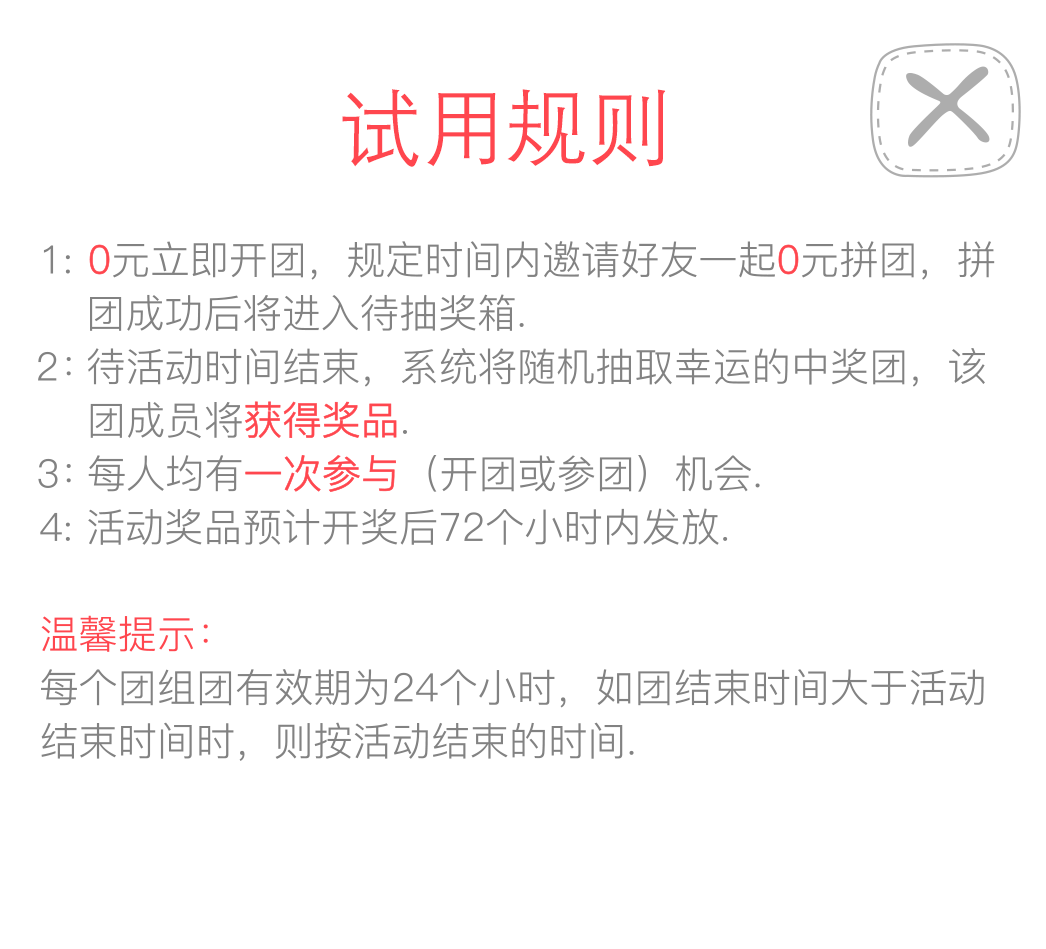 试用规则
1: 0元立即开团，规定时间内邀请好友一起0元拼团，拼
团成功后将进入待抽奖箱.
2: 待活动时间结束，系统将随机抽取幸运的中奖团，该
团成员将获得奖品.
3: 每人均有一次参与（开团或参团）机会.
4: 活动奖品预计开奖后72个小时内发放.
温馨提示：
每个团组团有效期为24个小时，如团结束时间大于活动
结束时间时，则按活动结束的时间.